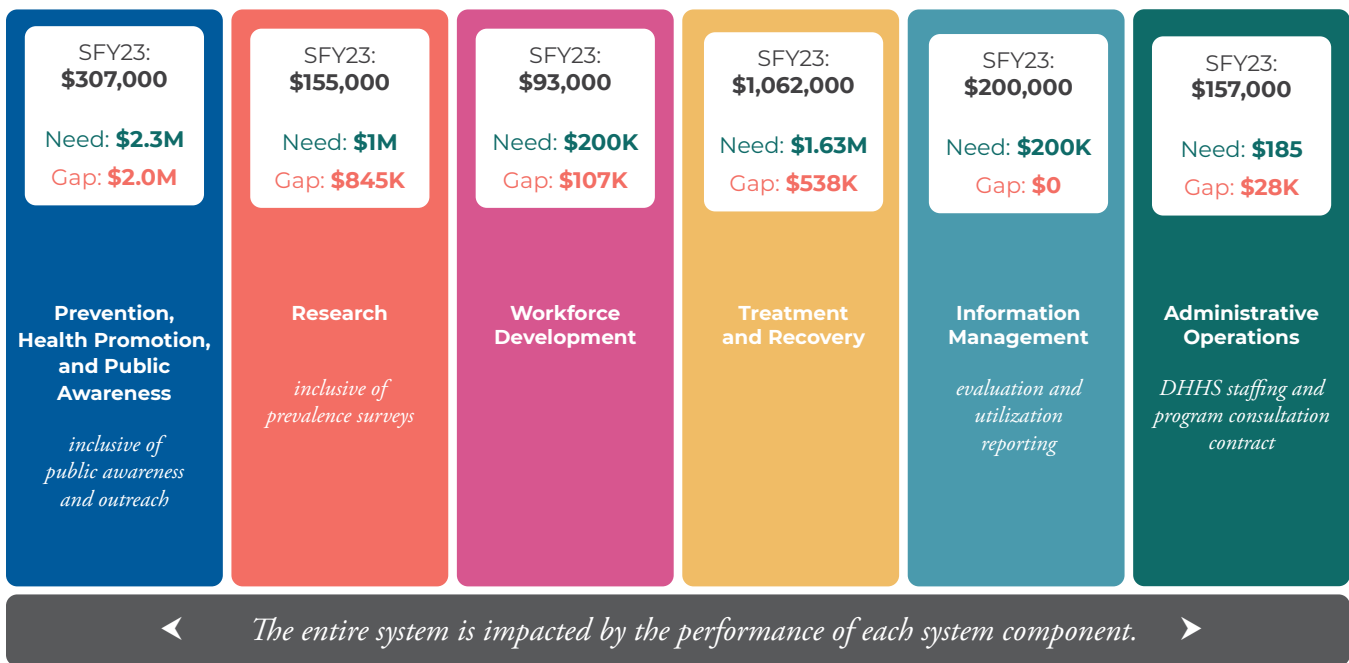 SFY23:
$307,000
Need: $2.3M
Gap: $2.0M
Prevention,
Health Promotion,
and Public
Awareness
inclusive of
public awareness
and outreach
SFY23:
$155,000
Need: $1M
Gap: $845K
Research
inclusive of
prevalence surveys
SFY23:
$93,000
Need: $200K
Gap: $107K
Workforce
Development
SFY23:
$1,062,000
Need: $1.63M
Gap: $538K
Treatment
and Recovery
SFY23:
$200,000
Need: $200K
Gap: $0
Information
Management
evaluation and
utilization
reporting
SFY23:
$157,000
Need: $185
Gap: $28K
Administrative
Operations
DHHS staffing and
program consultation
contract
The entire system is impacted by the performance of each system component.